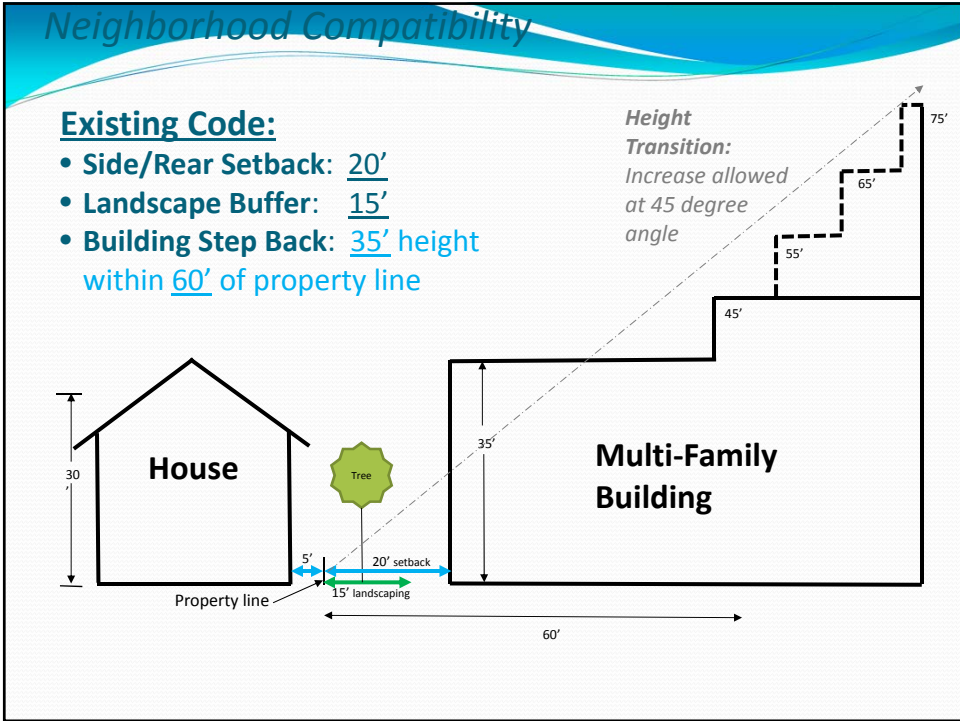 Neighborhood Compatibility
Existing Code:
• Side/Rear Setback: 20’
• Landscape Buffer: 15’
• Building Step Back: 35’ height
within 60’ of property line
Height
Transition:
Increase allowed
at 45 degree
angle
75’
65’
55’
45’
35’
30
’
House
Tree
Multi-Family
Building
5’
20’ setback
15’ landscaping
Property line
60’